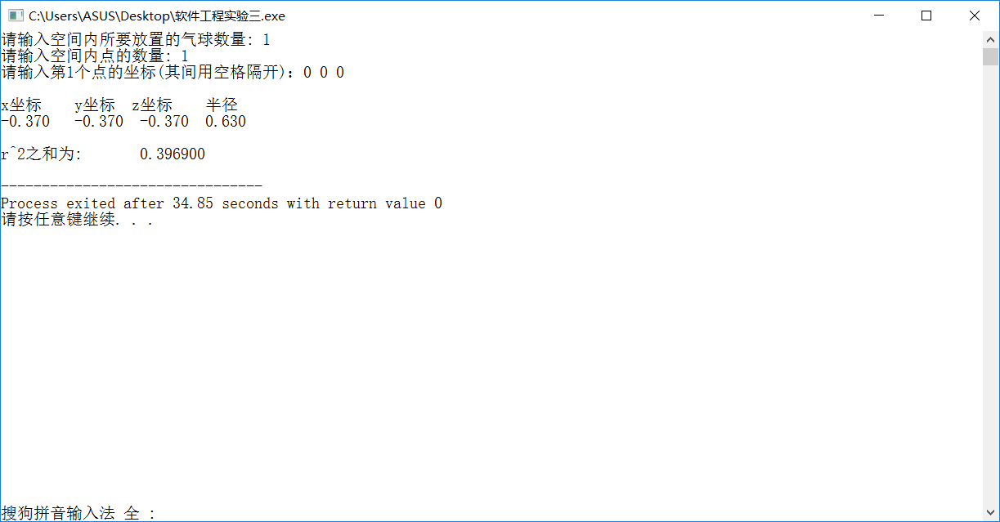 C:\Users\ASUS\Desktop\软件工程实验三.exe
请输入空间内所要放置的气球数量: 1
请输入空间内点的数量: 1
请输入第1个点的坐标(其间用空格隔开): 0 0 0
x坐标 y坐标 z坐标 半径
-0.370 -0.370 -0.370 0.630
r^2之和为: 0.396900
--------------------------------
Process exited after 34.85 seconds with return value 0
请按任意键继续. . .
搜狗拼音输入法 全 :